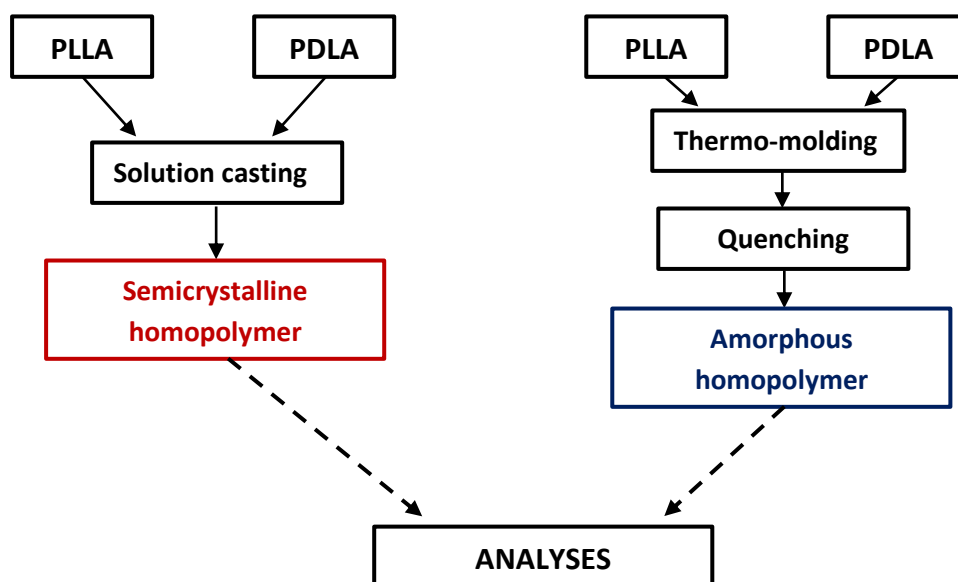 PLLA
PDLA
Solution casting
Semicrystalline
homopolymer
PLLA
PDLA
Thermo-molding
Quenching
Amorphous
homopolymer
ANALYSES